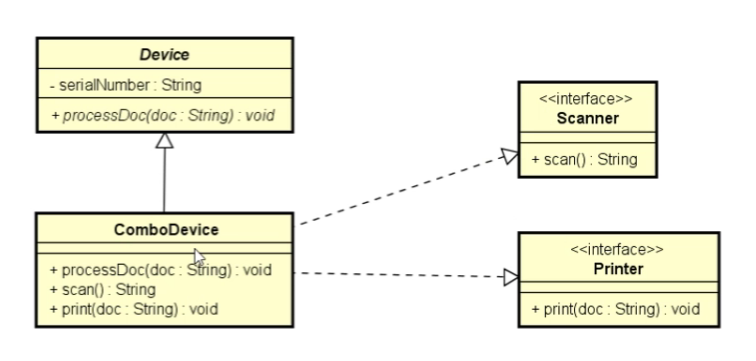 Device
- serialNumber : String
+ processDoc(doc : String) : void
<<interface>>
Scanner
+ scan() : String
ComboDevice
+ processDoc(doc : String) : void
+ scan() : String
+ print(doc : String) : void
<<interface>>
Printer
+ print(doc : String) : void